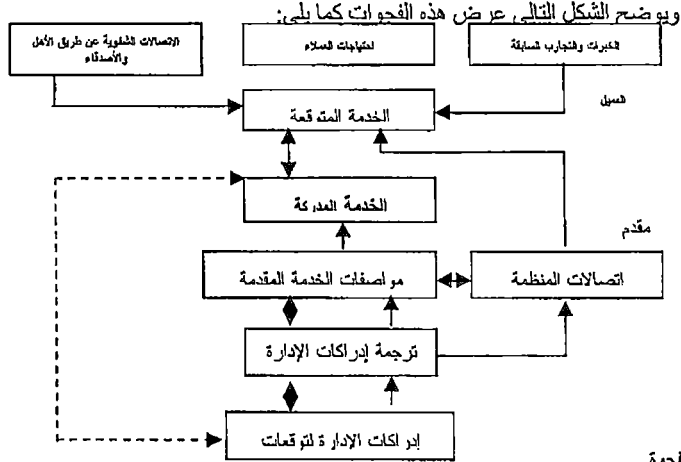 ويوضح الشكل التالي عرض هذه الفجوات كما يلي:
الخبرات والتجارب السابقة
احتياجات العملاء
الاتصالات الشفوية عن طريق الأهل
والأصدقاء
العميل
الخدمة المتوقعة
الخدمة المدركة
مقدم
مواصفات الخدمة المقدمة
اتصالات المنظمة
ترجمة إدراكات الإدارة
إدراكات الإدارة لتوقعات